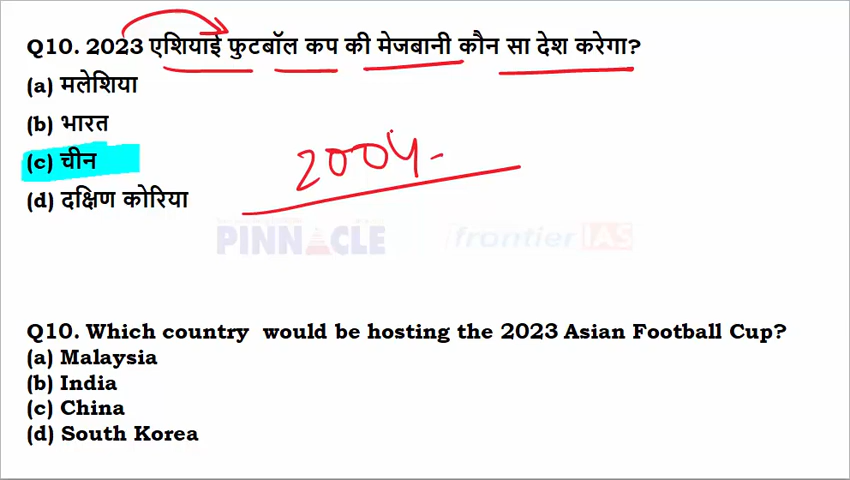 Q10. 2023 एशियाई फुटबॉल कप की मेजबानी कौन सा देश करेगा?
(a) मलेशिया
(b) भारत
(c) चीन
2004
(d) दक्षिण कोरिया
PINNACLE frontier IAS
Q10. Which country would be hosting the 2023 Asian Football Cup?
(a) Malaysia
(b) India
(c) China
(d) South Korea